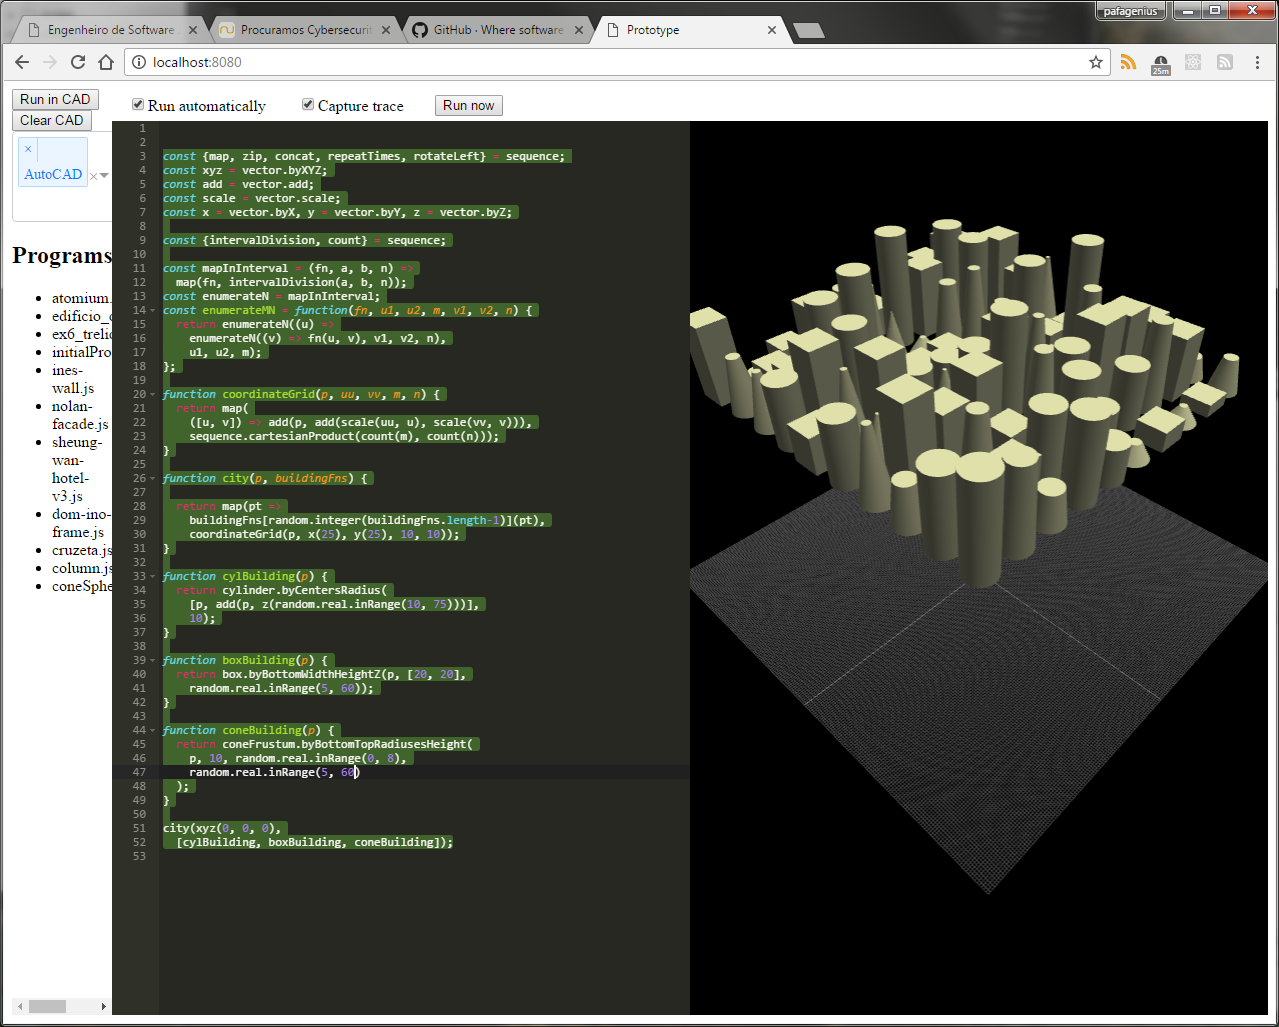 pafagenius
Engenheiro de Software
Procuramos Cybersecurit
GitHub · Where software
Prototype
localhost:8080
25m
Run in CAD
Clear CAD
Run automatically
Capture trace
Run now
×
AutoCAD
Programs
atomium.
edificio_c
ex6_trelic
initialPro
ines-
wall.js
nolan-
facade.js
sheung-
wan-
hotel-
v3.js
dom-ino-
frame.js
cruzeta.js
column.js
coneSphe
1
2
3 const {map, zip, concat, repeatTimes, rotateLeft} = sequence;
4 const xyz = vector.byXYZ;
5 const add = vector.add;
6 const scale = vector.scale;
7 const x = vector.byX, y = vector.byY, z = vector.byZ;
8
9 const {intervalDivision, count} = sequence;
10
11 const mapInInterval = (fn, a, b, n) =>
12 map(fn, intervalDivision(a, b, n));
13 const enumerateN = mapInInterval;
14 const enumerateMN = function(fn, u1, u2, m, v1, v2, n) {
15 return enumerateN((u) =>
16 enumerateN((v) => fn(u, v), v1, v2, n),
17 u1, u2, m);
18 };
19
20 function coordinateGrid(p, uu, vv, m, n) {
21 return map(
22 ([u, v]) => add(p, add(scale(uu, u), scale(vv, v))),
23 sequence.cartesianProduct(count(m), count(n)));
24 }
25
26 function city(p, buildingFns) {
27
28 return map(pt =>
29 buildingFns[random.integer(buildingFns.length-1)](pt),
30 coordinateGrid(p, x(25), y(25), 10, 10));
31 }
32
33 function cylBuilding(p) {
34 return cylinder.byCentersRadius(
35 [p, add(p, z(random.real.inRange(10, 75)))],
36 10);
37 }
38
39 function boxBuilding(p) {
40 return box.byBottomWidthHeightZ(p, [20, 20],
41 random.real.inRange(5, 60));
42 }
43
44 function coneBuilding(p) {
45 return coneFrustum.byBottomTopRadiusesHeight(
46 p, 10, random.real.inRange(0, 8),
47 random.real.inRange(5, 60)
48 );
49 }
50
51 city(xyz(0, 0, 0),
52 [cylBuilding, boxBuilding, coneBuilding]);
53